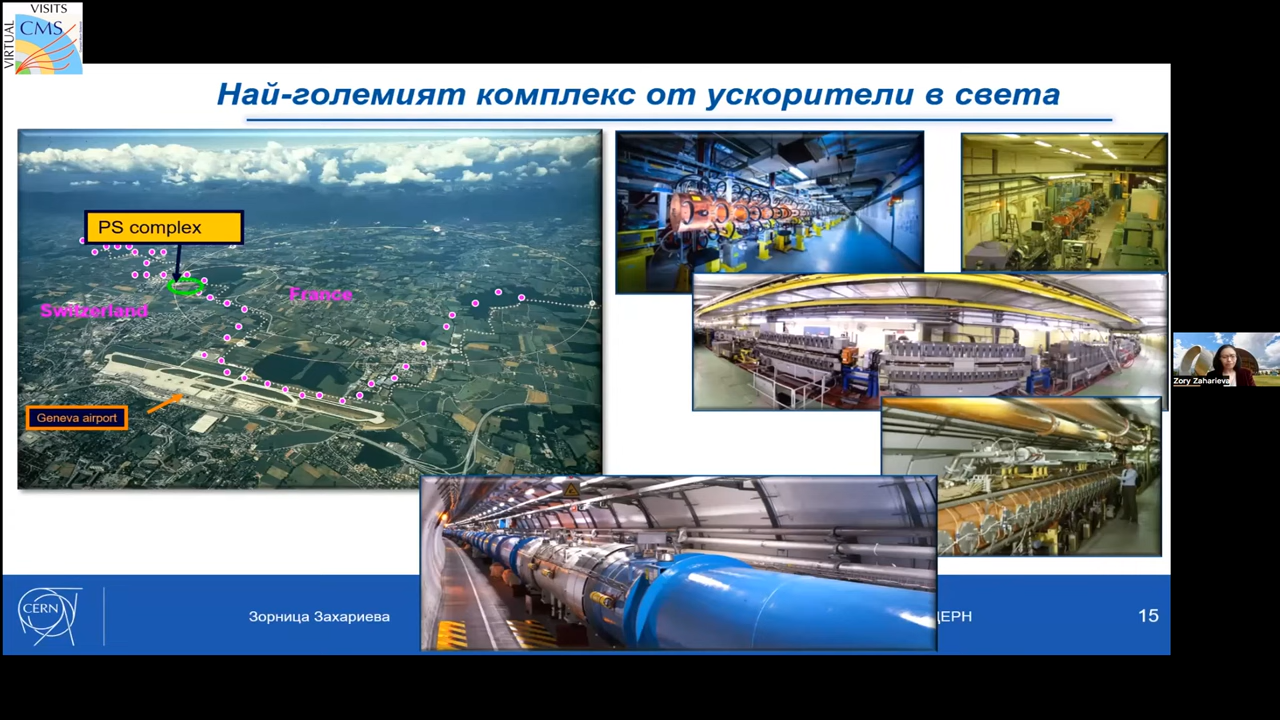 VISITS
CMS
VIRTUAL
Най-големият комплекс от ускорители в света
PS complex
France
Switzerland
Geneva airport
Zory Zaharieva
CERN
Зорница Захариева
ЦЕРН
15